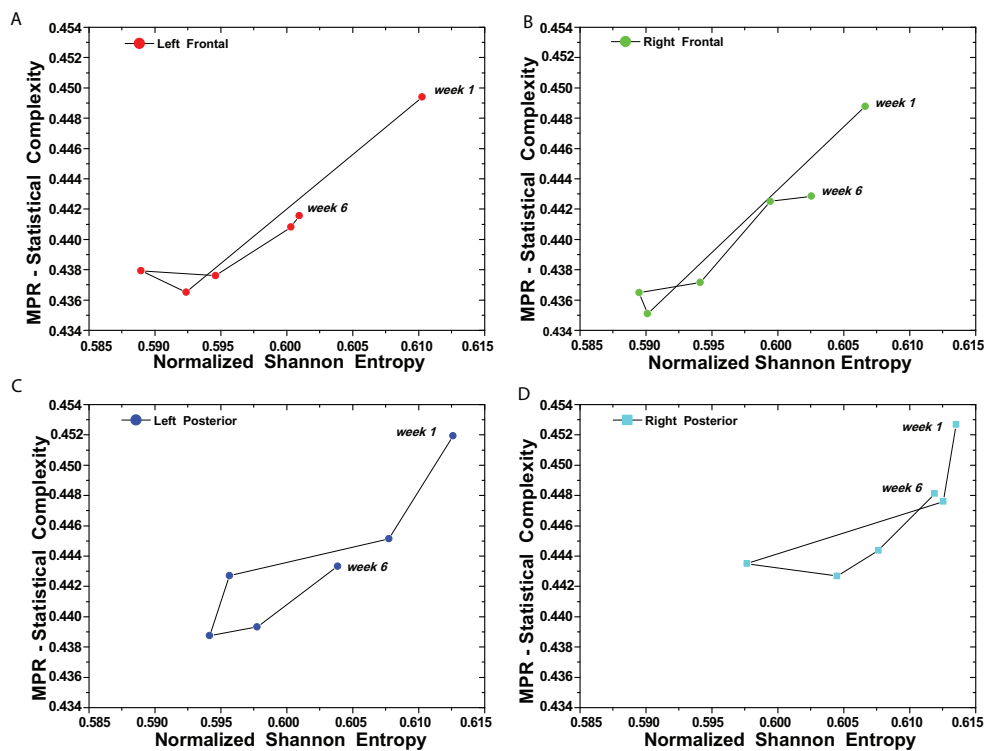 A
Left Frontal
MPR - Statistical Complexity
0.454
0.452
0.450
0.448
0.446
0.444
0.442
0.440
0.438
0.436
0.434
week 1
week 6
0.585 0.590 0.595 0.600 0.605 0.610 0.615
Normalized Shannon Entropy
B
Right Frontal
MPR - Statistical Complexity
0.454
0.452
0.450
0.448
0.446
0.444
0.442
0.440
0.438
0.436
0.434
week 1
week 6
0.585 0.590 0.595 0.600 0.605 0.610 0.615
Normalized Shannon Entropy
C
Left Posterior
MPR - Statistical Complexity
0.454
0.452
0.450
0.448
0.446
0.444
0.442
0.440
0.438
0.436
0.434
week 1
week 6
0.585 0.590 0.595 0.600 0.605 0.610 0.615
Normalized Shannon Entropy
D
Right Posterior
MPR - Statistical Complexity
0.454
0.452
0.450
0.448
0.446
0.444
0.442
0.440
0.438
0.436
0.434
week 1
week 6
0.585 0.590 0.595 0.600 0.605 0.610 0.615
Normalized Shannon Entropy